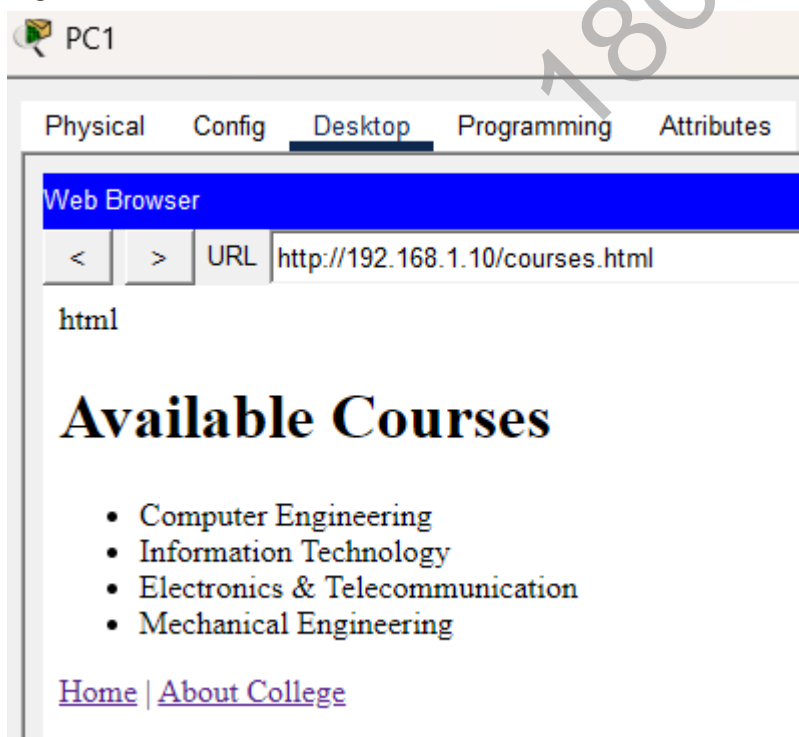 PC1
Physical Config Desktop Programming Attributes
Web Browser
< > URL http://192.168.1.10/courses.html
html
Available Courses
• Computer Engineering
• Information Technology
• Electronics & Telecommunication
• Mechanical Engineering
Home | About College